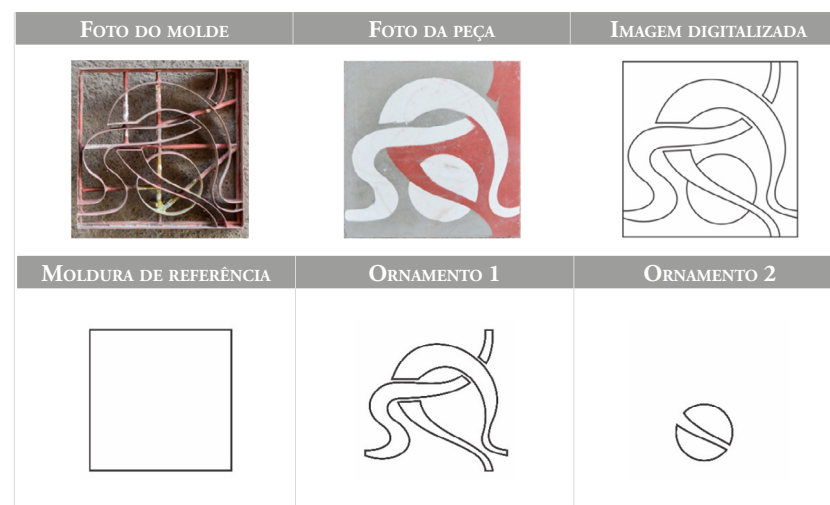 Foto do molde
Foto da peça
Imagem digitalizada
Moldura de referência
Ornamento 1
Ornamento 2